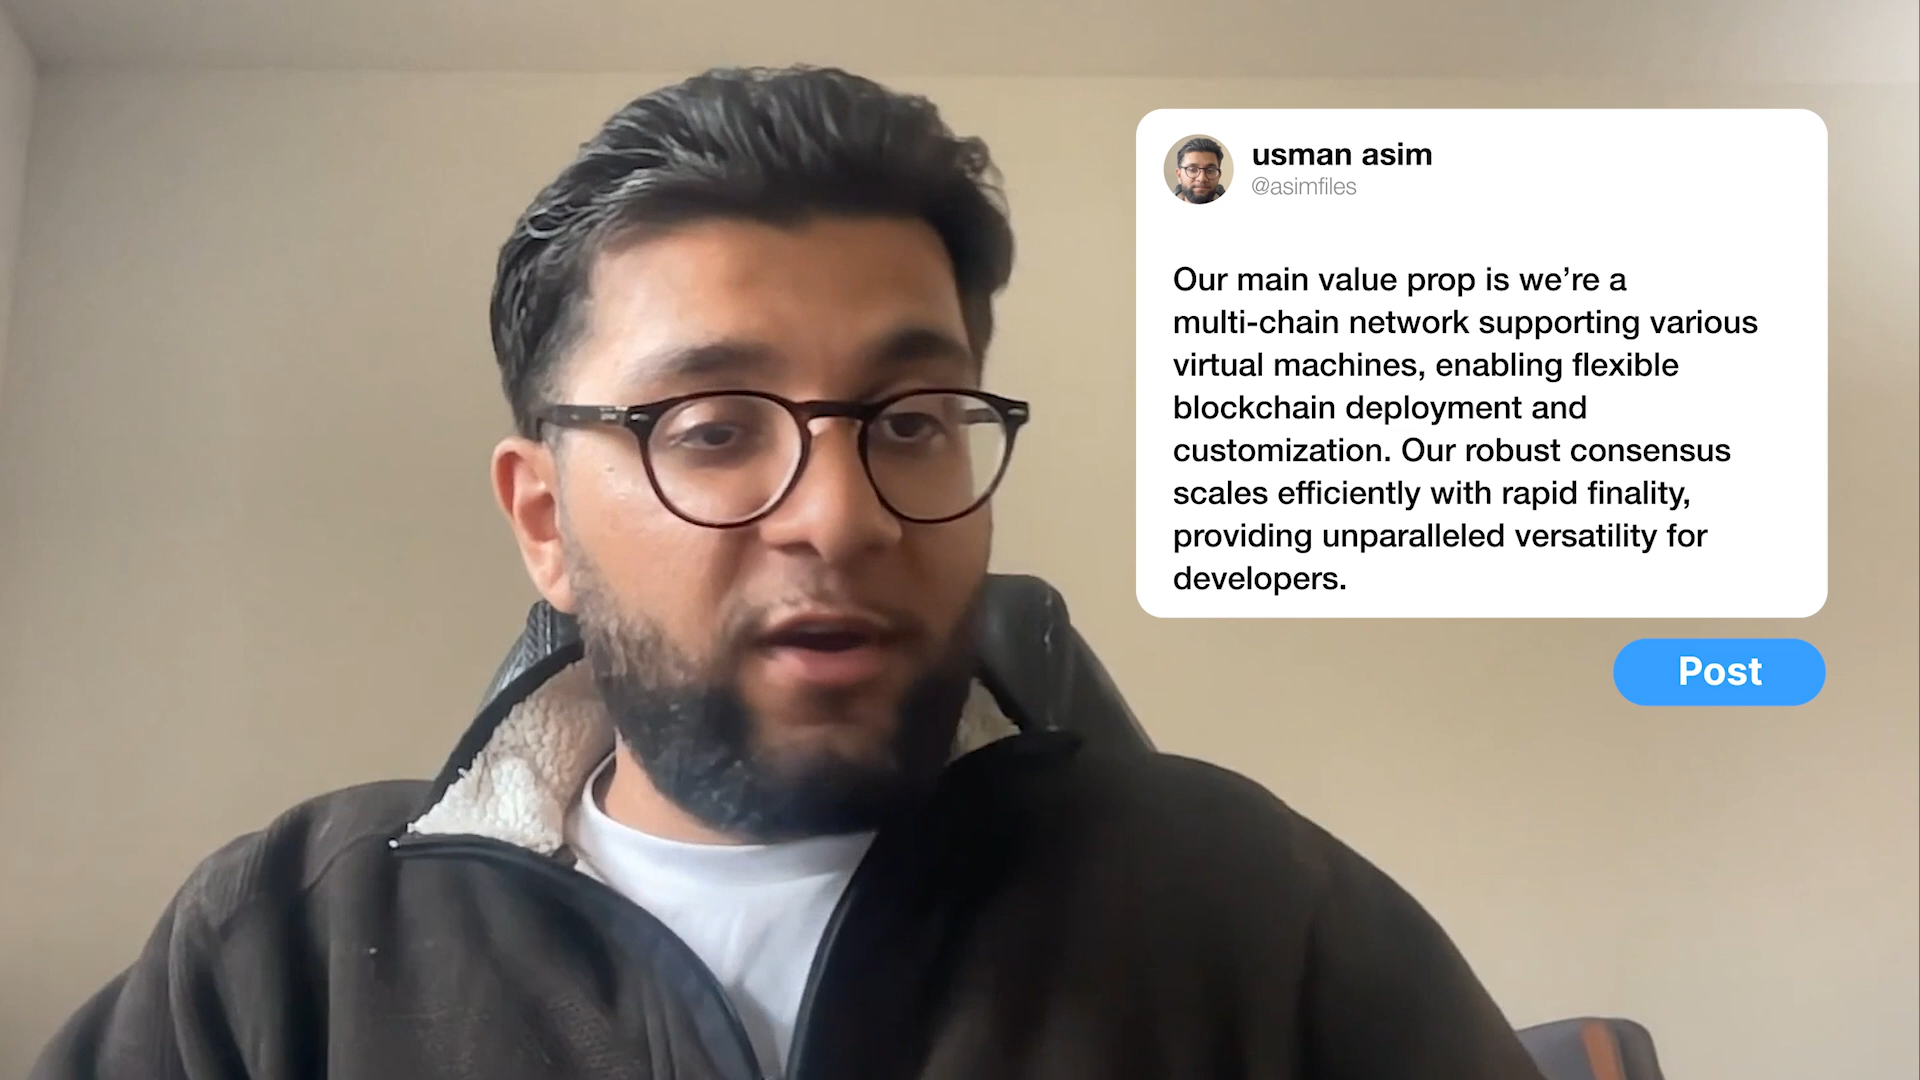 usman asim
@asimfiles
Our main value prop is we’re a
multi-chain network supporting various
virtual machines, enabling flexible
blockchain deployment and
customization. Our robust consensus
scales efficiently with rapid finality,
providing unparalleled versatility for
developers.
Post